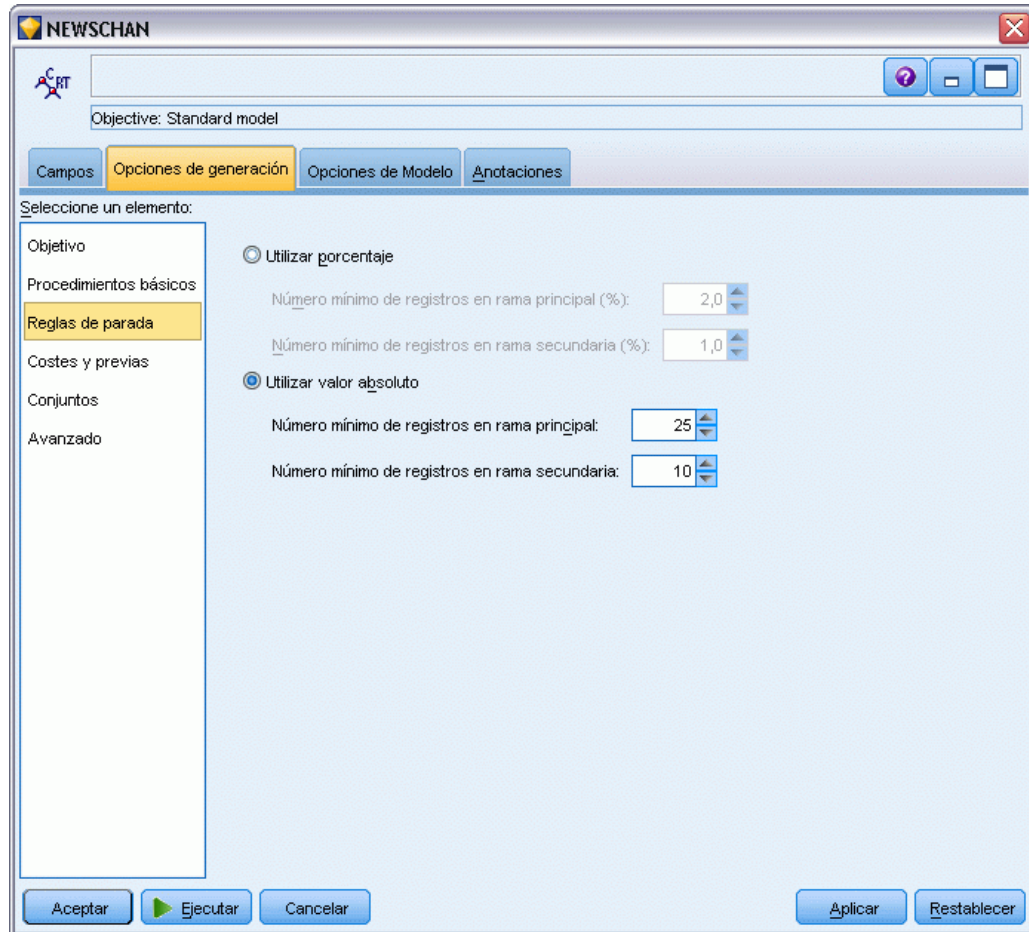 NEWSCHAN
C RT
Objective: Standard model
Campos Opciones de generación Opciones de Modelo Anotaciones
Seleccione un elemento:
Objetivo
Procedimientos básicos
Reglas de parada
Costes y previas
Conjuntos
Avanzado
Utilizar porcentaje
Número mínimo de registros en rama principal (%): 2,0
Número mínimo de registros en rama secundaria (%): 1,0
Utilizar valor absoluto
Número mínimo de registros en rama principal: 25
Número mínimo de registros en rama secundaria: 10
Aceptar Ejecutar Cancelar Aplicar Restablecer